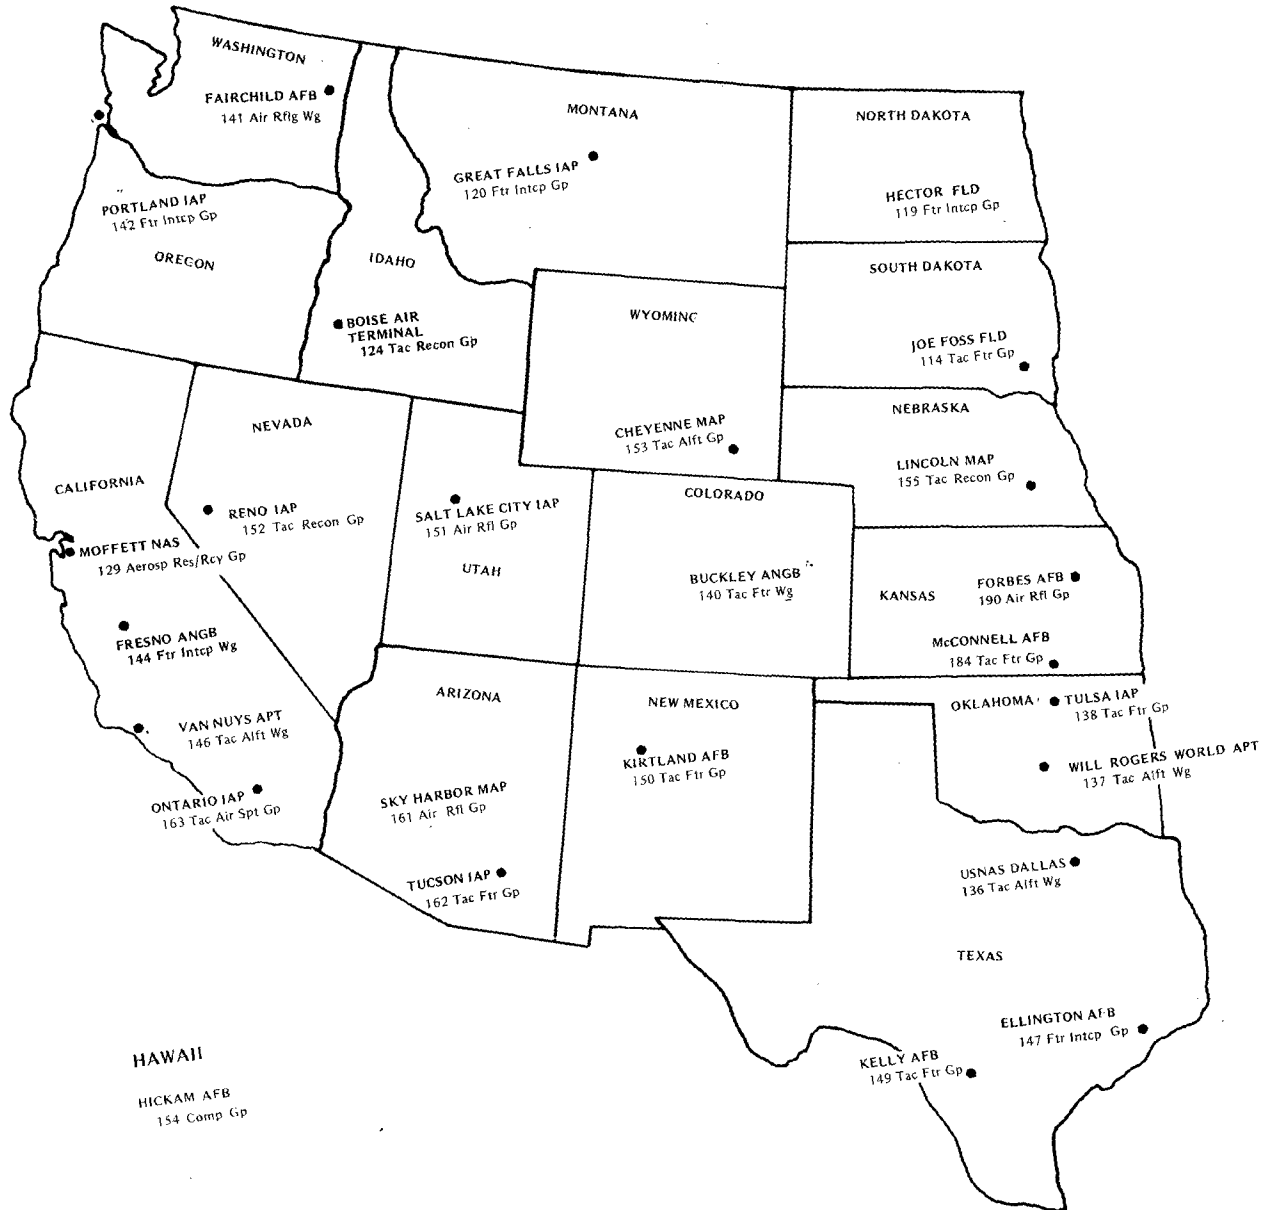 WASHINGTON
FAIRCHILD AFB
141 Air Rflg Wg
MONTANA
GREAT FALLS IAP
120 Ftr Intcp Gp
NORTH DAKOTA
HECTOR FLD
119 Ftr Intcp Gp
PORTLAND IAP
142 Ftr Intcp Gp
OREGON
IDAHO
BOISE AIR
TERMINAL
124 Tac Recon Gp
WYOMING
CHEYENNE MAP
153 Tac Alft Gp
SOUTH DAKOTA
JOE FOSS FLD
114 Tac Ftr Gp
NEBRASKA
LINCOLN MAP
155 Tac Recon Gp
NEVADA
RENO IAP
152 Tac Recon Gp
CALIFORNIA
MOFFETT NAS
129 Aerosp Res/Rcy Gp
FRESNO ANGB
144 Ftr Intcp Wg
VAN NUYS APT
146 Tac Alft Wg
ONTARIO IAP
163 Tac Air Spt Gp
SALT LAKE CITY IAP
151 Air Rfl Gp
UTAH
COLORADO
BUCKLEY ANGB
140 Tac Ftr Wg
KANSAS
FORBES AFB
190 Air Rfl Gp
McCONNELL AFB
184 Tac Ftr Gp
ARIZONA
SKY HARBOR MAP
161 Air Rfl Gp
TUCSON IAP
162 Tac Ftr Gp
NEW MEXICO
KIRTLAND AFB
150 Tac Ftr Gp
OKLAHOMA
TULSA IAP
138 Tac Ftr Gp
WILL ROGERS WORLD APT
137 Tac Alft Wg
USNAS DALLAS
136 Tac Alft Wg
TEXAS
ELLINGTON AFB
147 Ftr Intcp Gp
KELLY AFB
149 Tac Ftr Gp
HAWAII
HICKAM AFB
154 Comp Gp